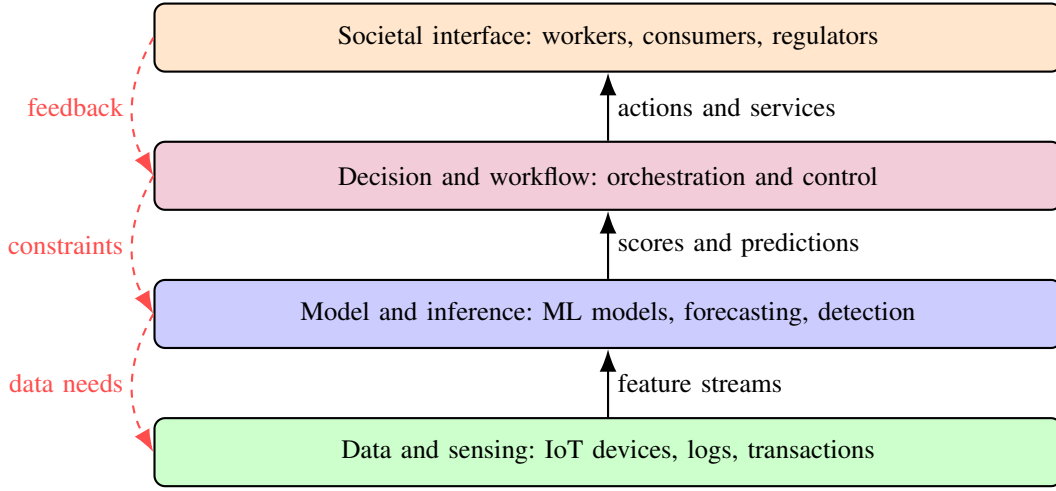 Societal interface: workers, consumers, regulators
feedback
actions and services
Decision and workflow: orchestration and control
constraints
scores and predictions
Model and inference: ML models, forecasting, detection
data needs
feature streams
Data and sensing: IoT devices, logs, transactions